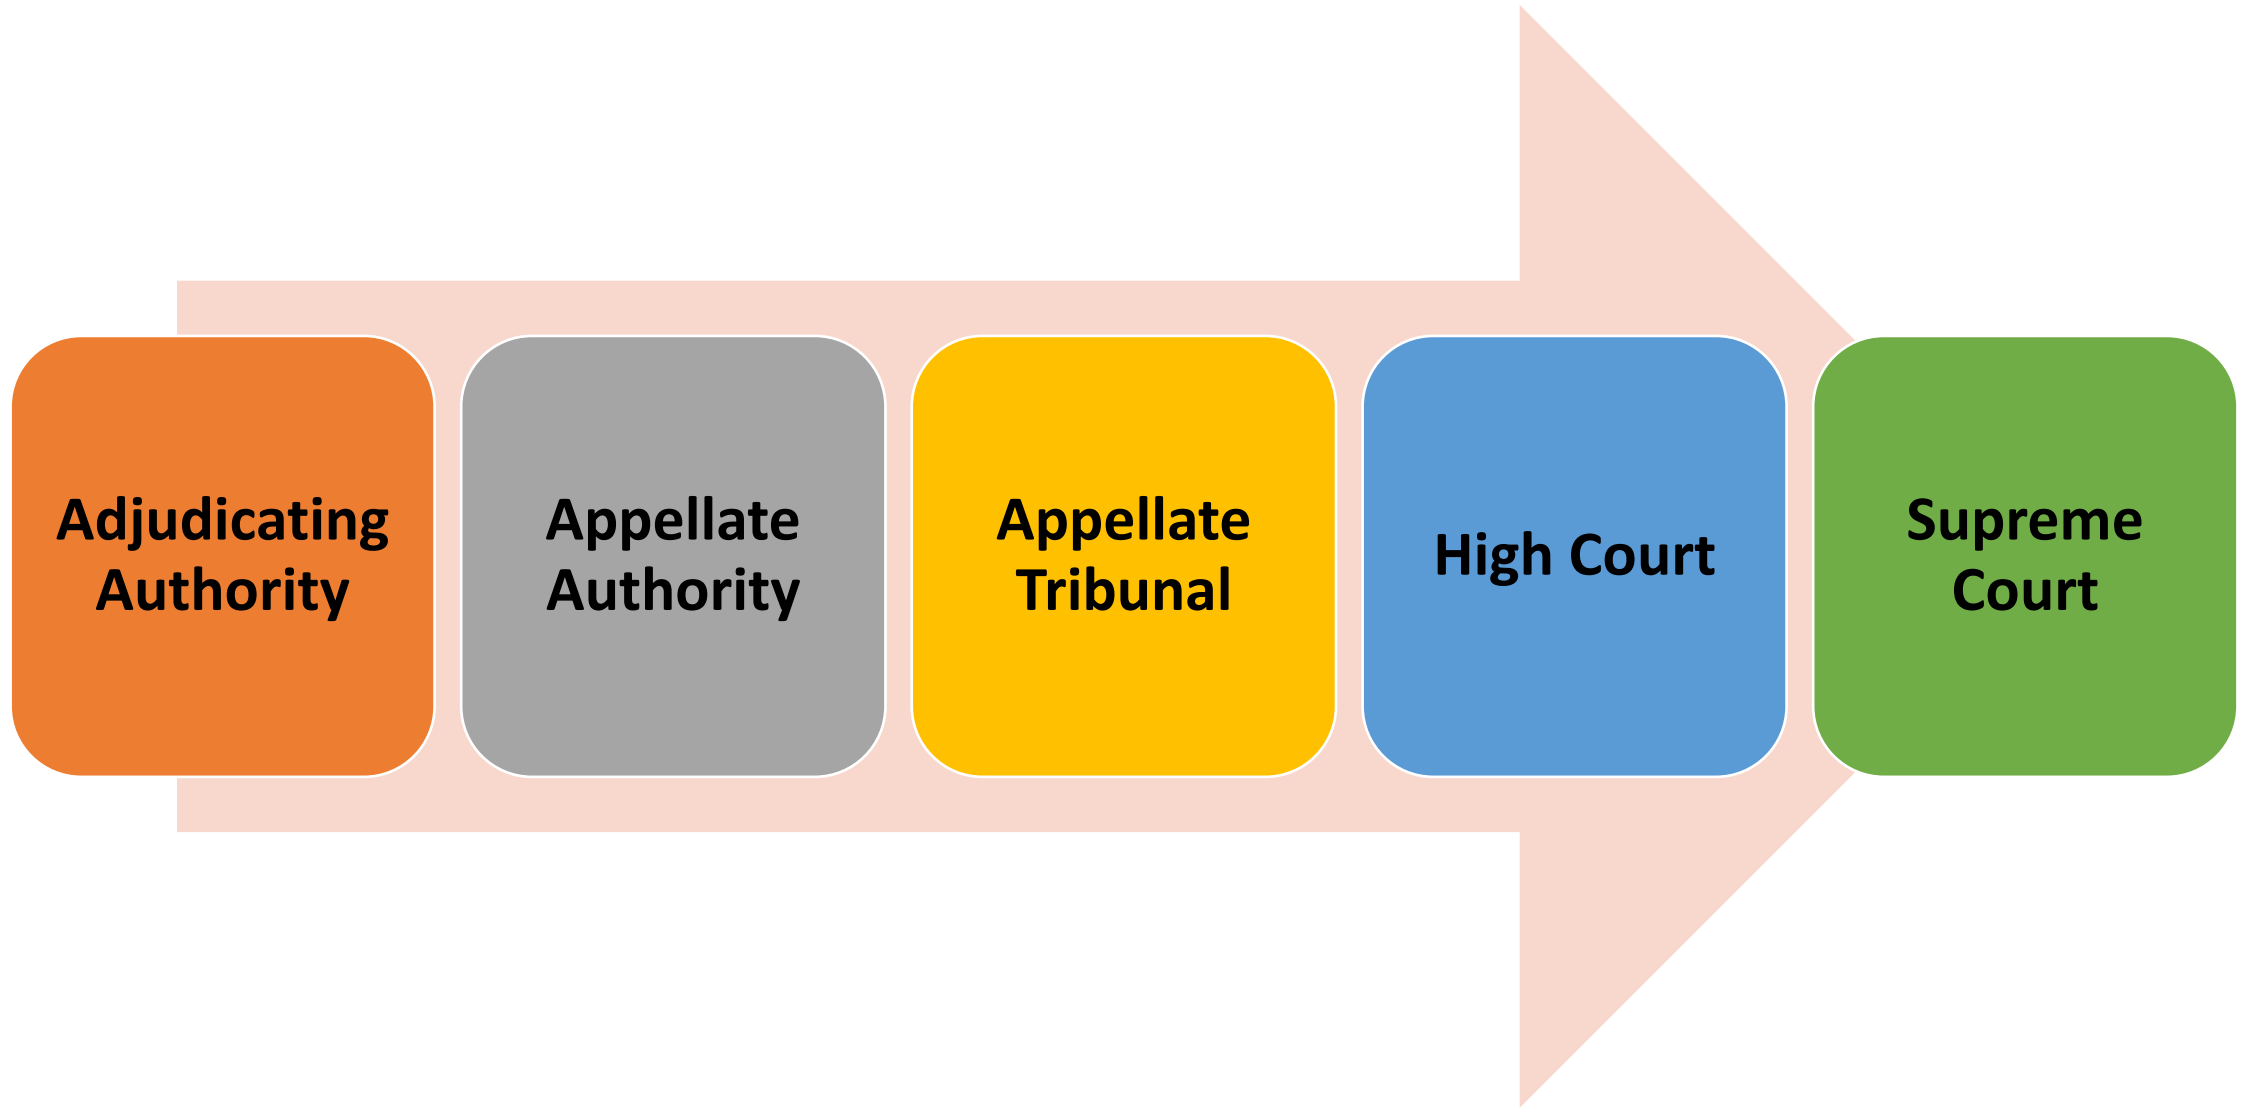 Adjudicating
Authority
Appellate
Authority
Appellate
Tribunal
High Court
Supreme
Court